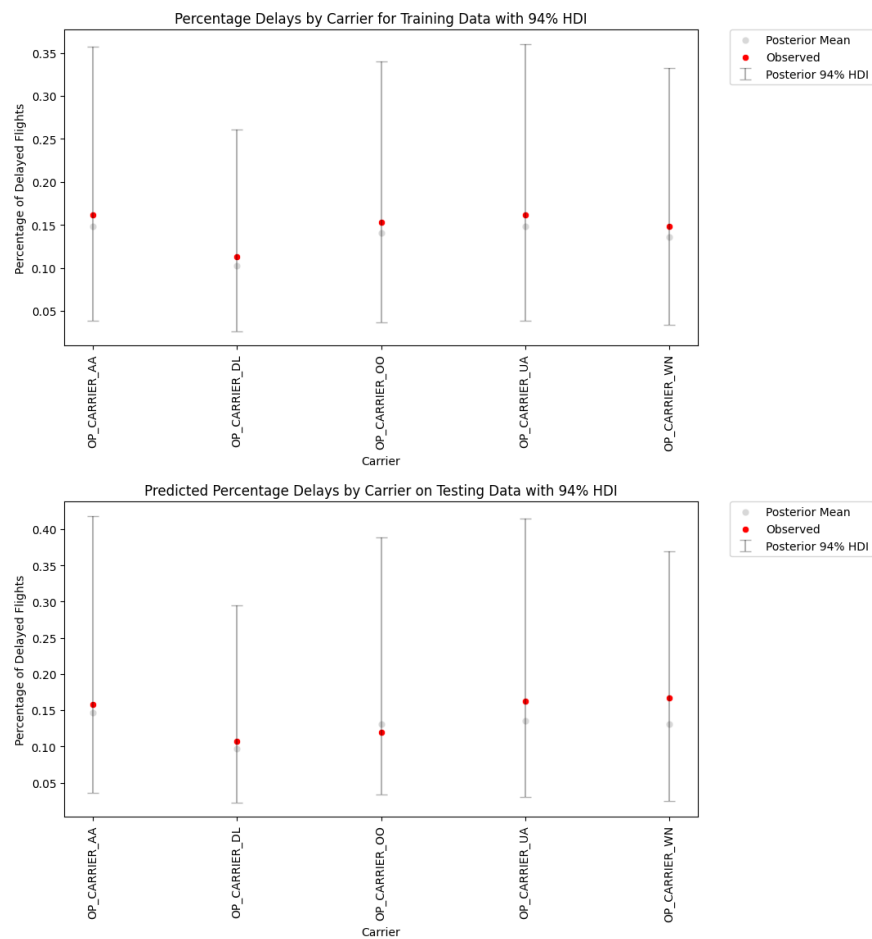 Percentage Delays by Carrier for Training Data with 94% HDI
Percentage of Delayed Flights
0.35
0.30
0.25
0.20
0.15
0.10
0.05
OP_CARRIER_AA
OP_CARRIER_DL
OP_CARRIER_OO
OP_CARRIER_UA
OP_CARRIER_WN
Carrier
Posterior Mean
Observed
Posterior 94% HDI
Predicted Percentage Delays by Carrier on Testing Data with 94% HDI
Percentage of Delayed Flights
0.40
0.35
0.30
0.25
0.20
0.15
0.10
0.05
OP_CARRIER_AA
OP_CARRIER_DL
OP_CARRIER_OO
OP_CARRIER_UA
OP_CARRIER_WN
Carrier
Posterior Mean
Observed
Posterior 94% HDI